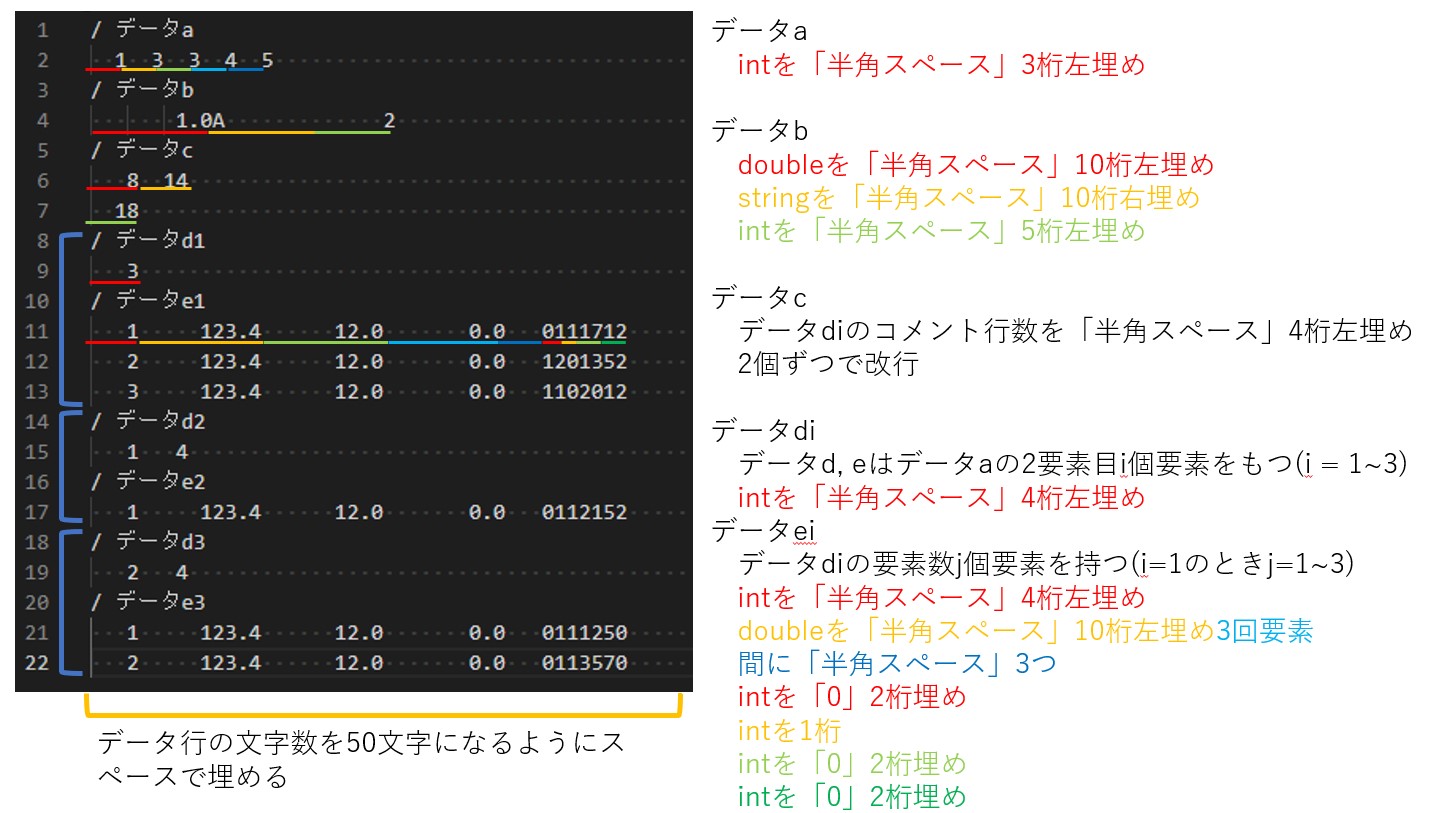 1 / データa
2 1 3 3 4 5
3 / データb
4 1.0A 2
5 / データc
6 8 14
7 18
8 / データd1
9 3
10 / データe1
11 1 123.4 12.0 0.0 0111712
12 2 123.4 12.0 0.0 1201352
13 3 123.4 12.0 0.0 1102012
14 / データd2
15 1 4
16 / データe2
17 1 123.4 12.0 0.0 0112152
18 / データd3
19 2 4
20 / データe3
21 1 123.4 12.0 0.0 0111250
22 2 123.4 12.0 0.0 0113570
データ行の文字数を50文字になるようにス
ペースで埋める
データa
intを「半角スペース」3桁左埋め
データb
doubleを「半角スペース」10桁左埋め
stringを「半角スペース」10桁右埋め
intを「半角スペース」5桁左埋め
データc
データdiのコメント行数を「半角スペース」4桁左埋め
2個ずつで改行
データdi
データd, eはデータaの2要素目i個要素をもつ(i = 1~3)
intを「半角スペース」4桁左埋め
データei
データdiの要素数j個要素を持つ(i=1のときj=1~3)
intを「半角スペース」4桁左埋め
doubleを「半角スペース」10桁左埋め3回要素
間に「半角スペース」3つ
intを「0」2桁埋め
intを1桁
intを「0」2桁埋め
intを「0」2桁埋め